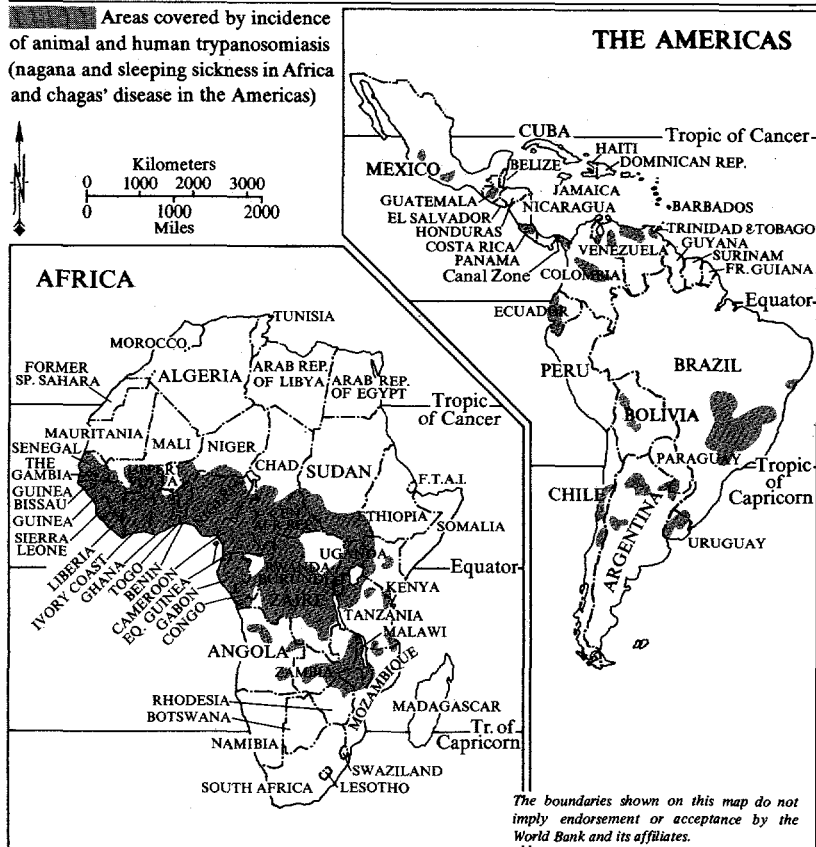 Areas covered by incidence
of animal and human trypanosomiasis
(nagana and sleeping sickness in Africa
and chagas' disease in the Americas)
Kilometers
0 1000 2000 3000
0 1000 2000
Miles
THE AMERICAS
CUBA
Tropic of Cancer
HAITI
MEXICO
BELIZE
DOMINICAN REP.
GUATEMALA
JAMAICA
NICARAGUA
BARBADOS
EL SALVADOR
HONDURAS
COSTA RICA
PANAMA
Canal Zone
TRINIDAD & TOBAGO
VENEZUELA
GUYANA
SURINAM
FR. GUIANA
COLOMBIA
Equator
ECUADOR
PERU
BRAZIL
BOLIVIA
PARAGUAY
Tropic
of
Capricorn
CHILE
ARGENTINA
URUGUAY
AFRICA
TUNISIA
MOROCCO
FORMER
SP. SAHARA
ALGERIA
ARAB REP.
OF LIBYA
ARAB REP.
OF EGYPT
Tropic
of Cancer
MAURITANIA
MALI
NIGER
CHAD
SUDAN
SENEGAL
THE
GAMBIA
GUINEA
BISSAU
GUINEA
SIERRA
LEONE
UPPER
F.T.A.I.
ETHIOPIA
SOMALIA
LIBERIA
IVORY COAST
GHANA
TOGO
BENIN
CAMEROON
EQ. GUINEA
GABON
CONGO
UGANDA
RWANDA
BURUNDI
ZAIRE
Equator
KENYA
TANZANIA
MALAWI
ANGOLA
ZAMBIA
MOZAMBIQUE
RHODESIA
BOTSWANA
MADAGASCAR
NAMIBIA
Tr. of
Capricorn
SWAZILAND
SOUTH AFRICA
LESOTHO
The boundaries shown on this map do not
imply endorsement or acceptance by the
World Bank and its affiliates.